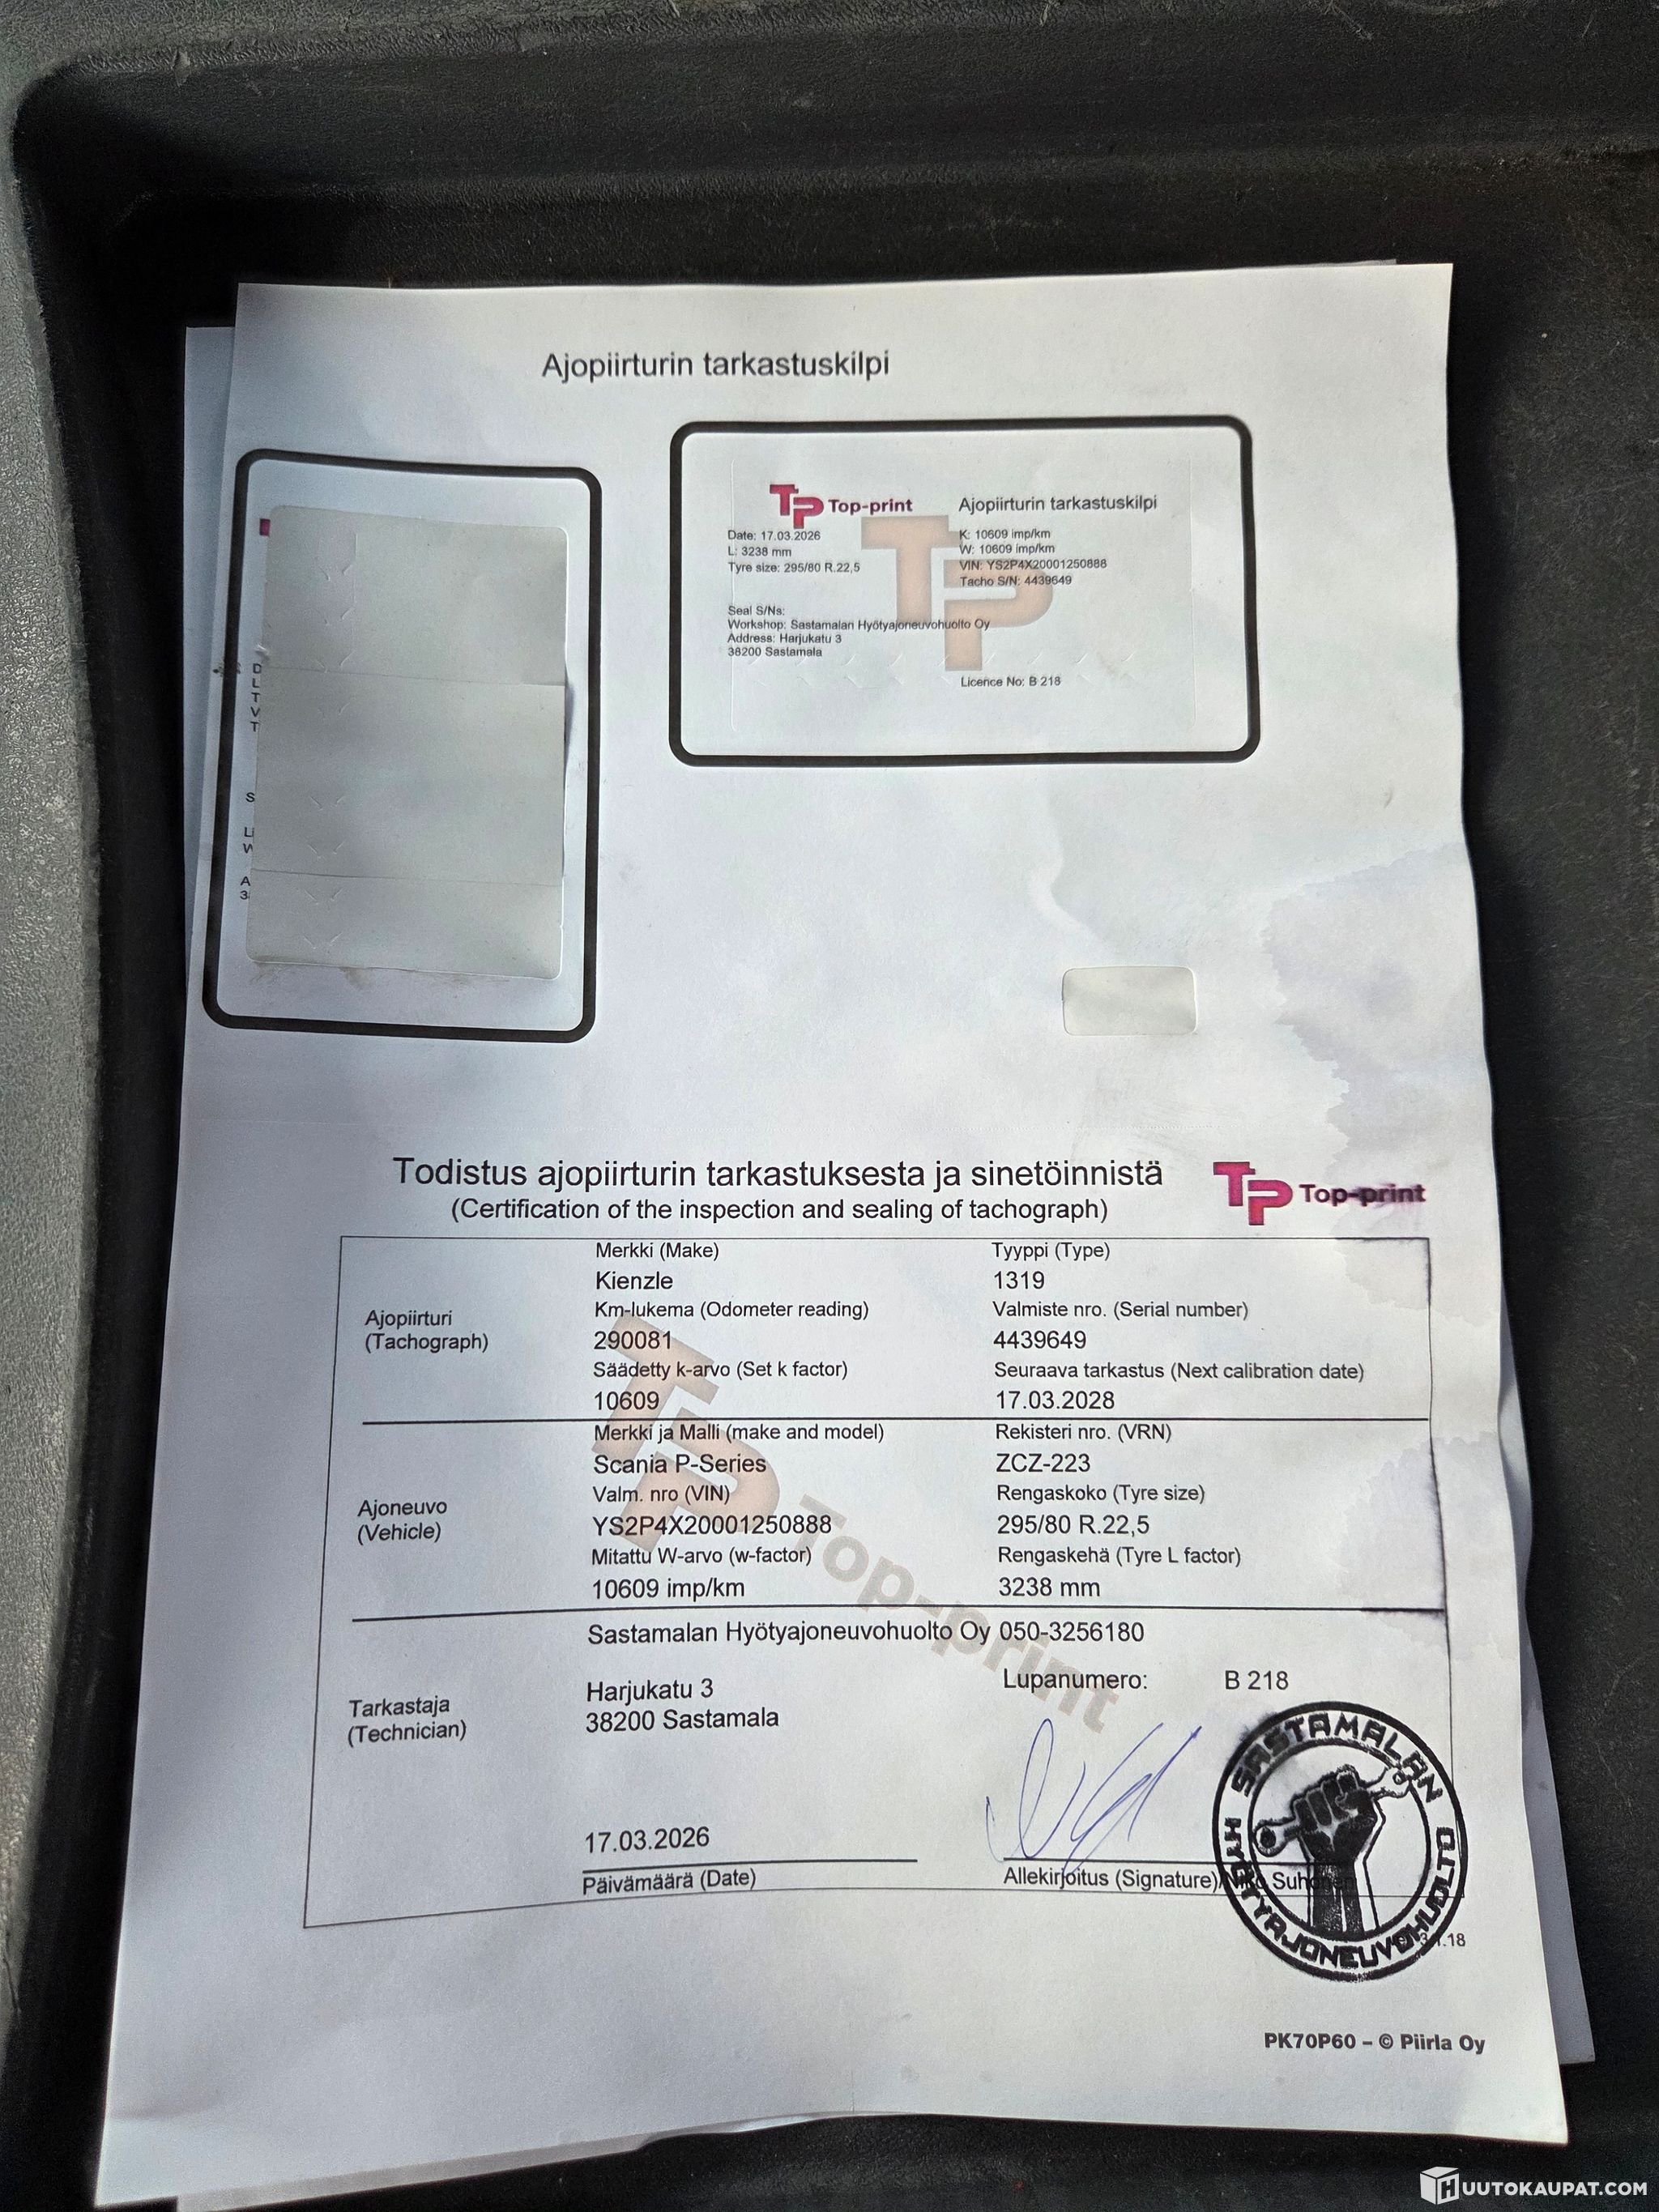 Ajopiirturin tarkastuskilpi
D
L
T
V
T
S
Li
W
A
3
TP Top-print
Ajopiirturin tarkastuskilpi
Date: 17.03.2026
K: 10609 imp/km
L: 3238 mm
W: 10609 imp/km
Tyre size: 295/80 R.22,5
VIN: YS2P4X20001250888
Tacho S/N: 4439649
Seal S/Ns:
Workshop: Sastamalan Hyötyajoneuvohuolto Oy
Address: Harjukatu 3
38200 Sastamala
Licence No: B 218
Todistus ajopiirturin tarkastuksesta ja sinetöinnistä
(Certification of the inspection and sealing of tachograph)
TP Top-print
Merkki (Make)
Tyyppi (Type)
Kienzle
1319
Ajopiirturi
(Tachograph)
Km-lukema (Odometer reading)
Valmiste nro. (Serial number)
290081
4439649
Säädetty k-arvo (Set k factor)
Seuraava tarkastus (Next calibration date)
10609
17.03.2028
Merkki ja Malli (make and model)
Rekisteri nro. (VRN)
Scania P-Series
ZCZ-223
Ajoneuvo
(Vehicle)
Valm. nro (VIN)
Rengaskoko (Tyre size)
YS2P4X20001250888
295/80 R.22,5
Mitattu W-arvo (w-factor)
Rengaskehä (Tyre L factor)
10609 imp/km
3238 mm
TP Top-print
Sastamalan Hyötyajoneuvohuolto Oy 050-3256180
Tarkastaja
(Technician)
Harjukatu 3
38200 Sastamala
Lupanumero: B 218
17.03.2026
Päivämäärä (Date)
Allekirjoitus (Signature)
SASTAMALAN
HYÖTYAJONEUVOHUOLTO
PK70P60 – © Piirla Oy
HUUTOKAUPAT.COM